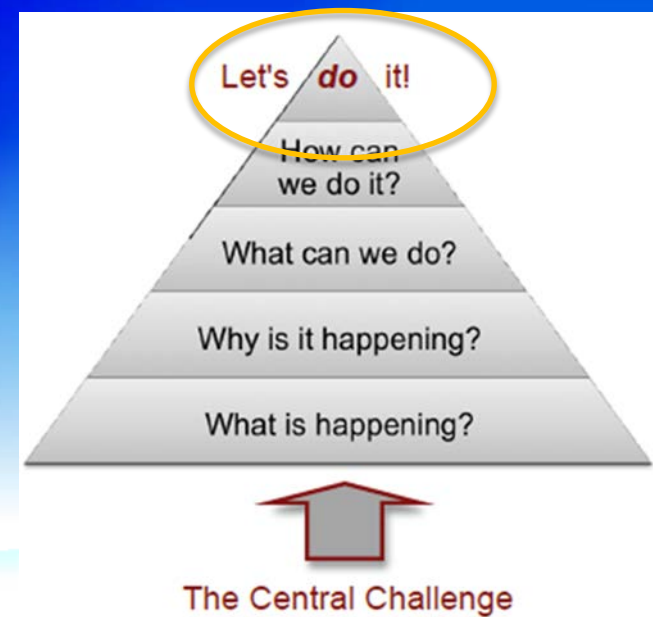 Let's do it!
How can
we do it?
What can we do?
Why is it happening?
What is happening?
The Central Challenge